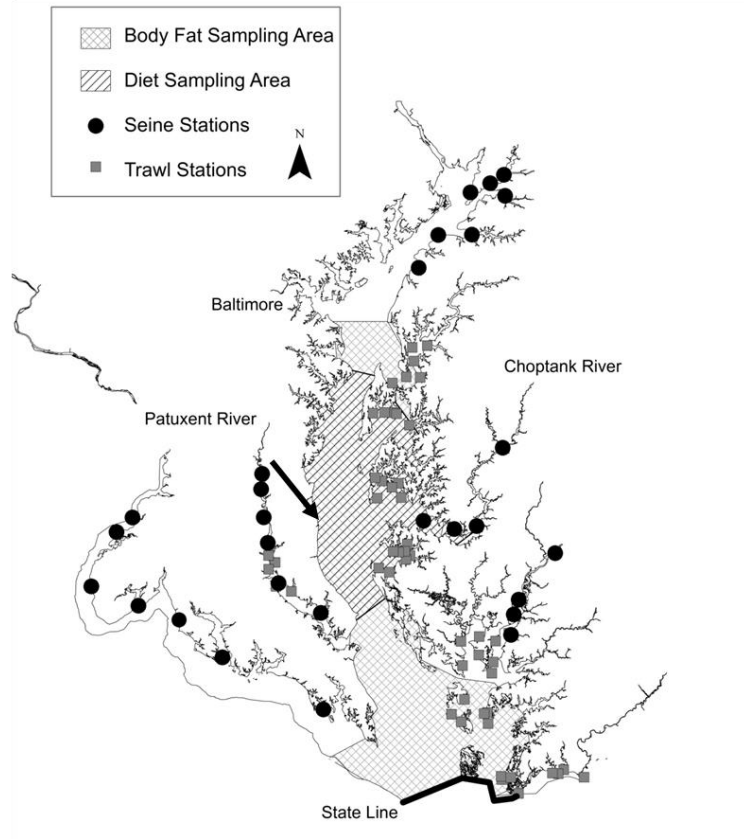 Body Fat Sampling Area
Diet Sampling Area
Seine Stations
N
Trawl Stations
Baltimore
Choptank River
Patuxent River
State Line